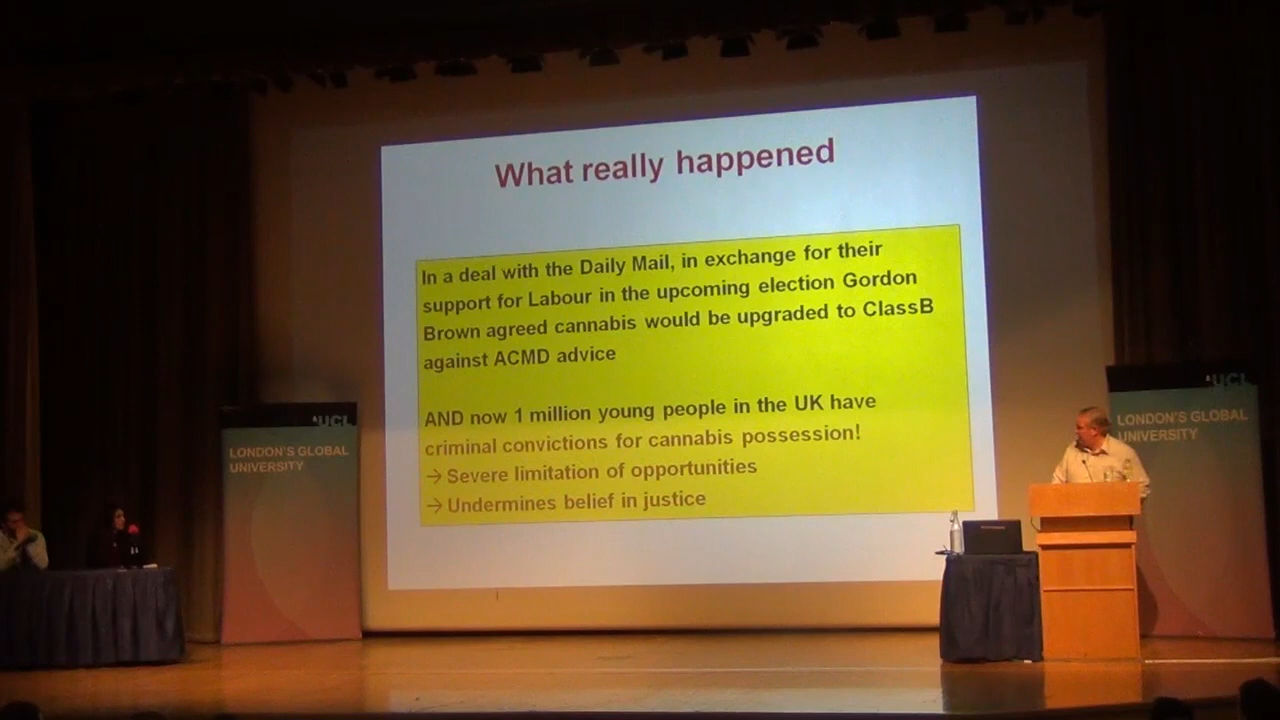 What really happened
In a deal with the Daily Mail, in exchange for their
support for Labour in the upcoming election Gordon
Brown agreed cannabis would be upgraded to ClassB
against ACMD advice
AND now 1 million young people in the UK have
criminal convictions for cannabis possession!
→ Severe limitation of opportunities
→ Undermines belief in justice
UCL
LONDON'S GLOBAL
UNIVERSITY
UCL
LONDON'S GLOBAL
UNIVERSITY